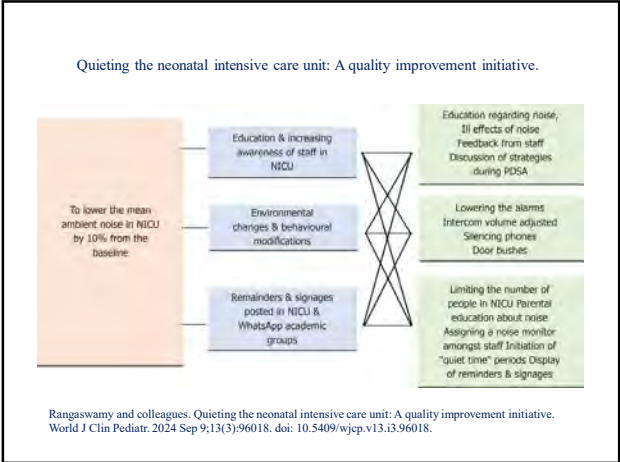 Quieting the neonatal intensive care unit: A quality improvement initiative.
To lower the mean
ambient noise in NICU
by 10% from the
baseline
Education & increasing
awareness of staff in
NICU
Environmental
changes & behavioural
modifications
Remainders & signages
posted in NICU &
WhatsApp academic
groups
Education regarding noise,
Ill effects of noise
Feedback from staff
Discussion of strategies
during PDSA
Lowering the alarms
Intercom volume adjusted
Silencing phones
Door bushes
Limiting the number of
people in NICU Parental
education about noise
Assigning a noise monitor
amongst staff Initiation of
"quiet time" periods Display
of reminders & signages
Rangaswamy and colleagues. Quieting the neonatal intensive care unit: A quality improvement initiative.
World J Clin Pediatr. 2024 Sep 9;13(3):96018. doi: 10.5409/wjcp.v13.i3.96018.